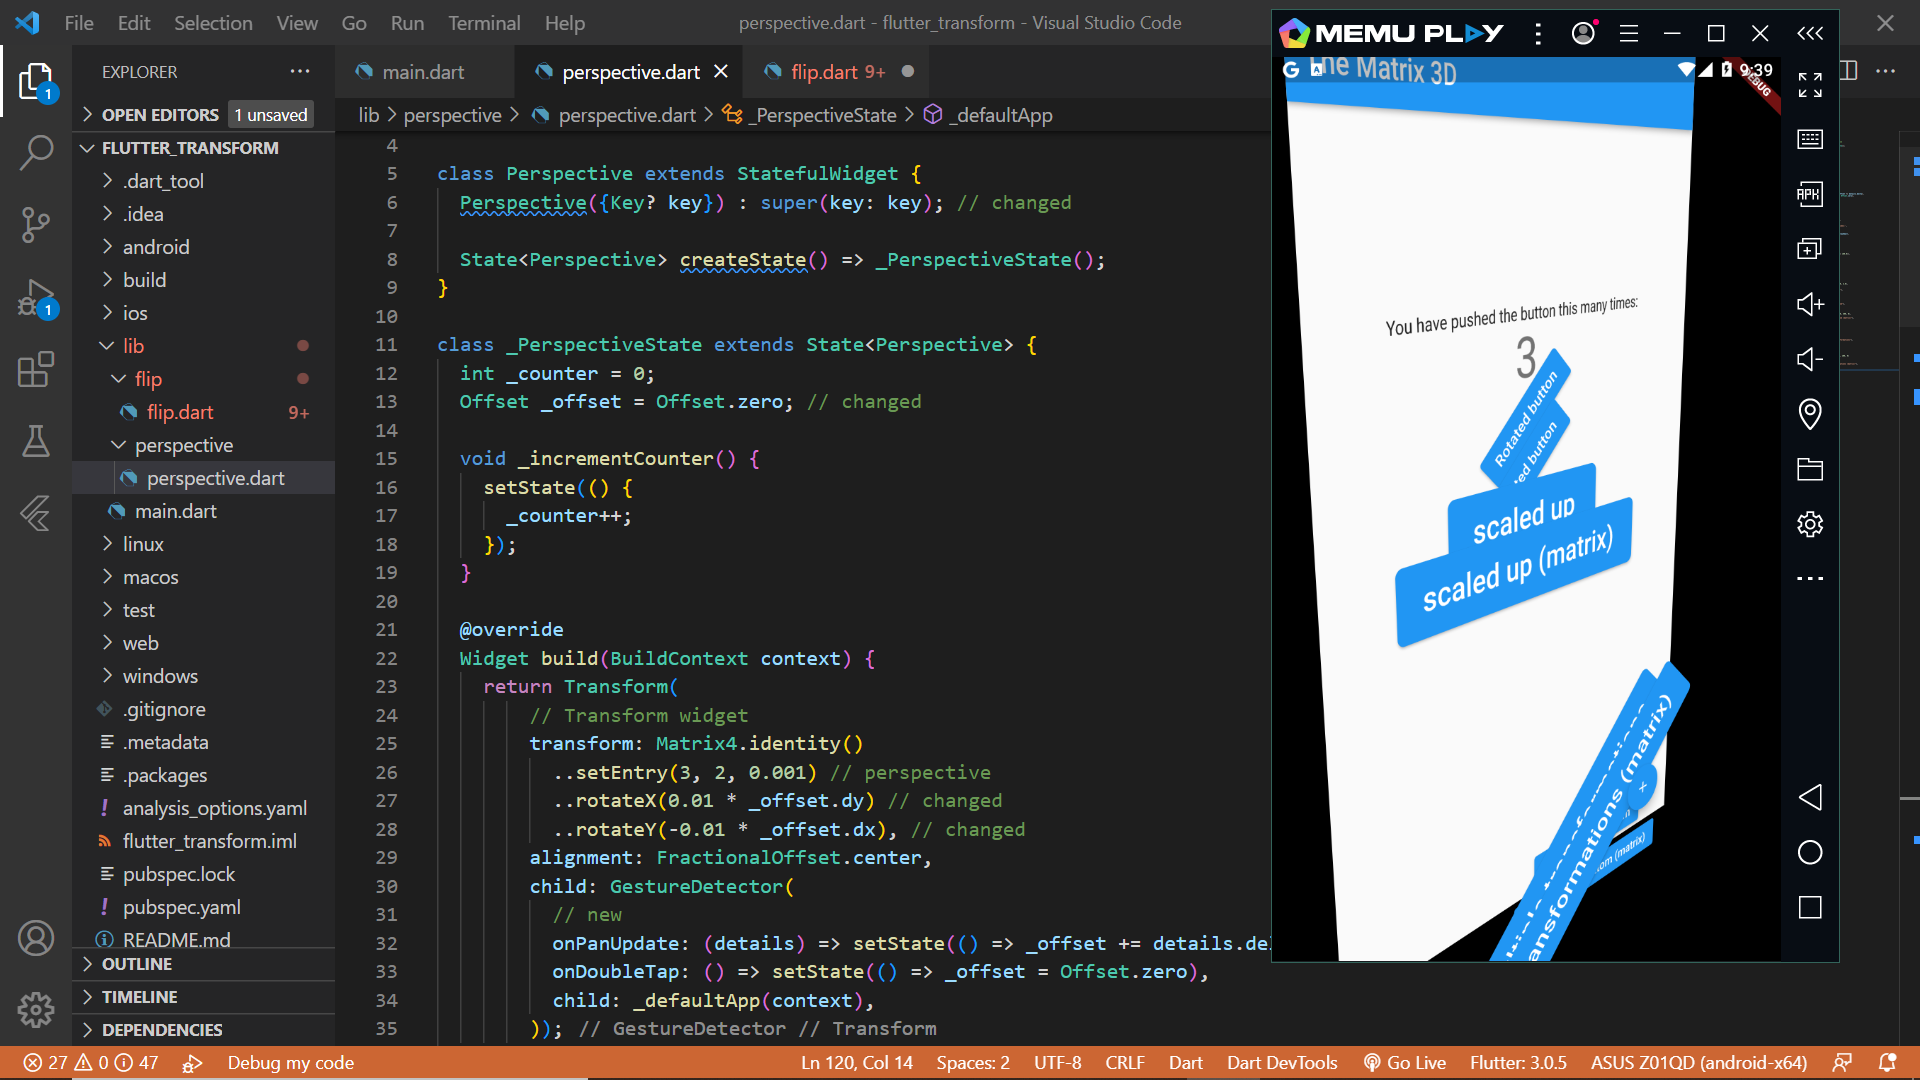 File Edit Selection View Go Run Terminal Help
perspective.dart - flutter_transform - Visual Studio Code
EXPLORER
OPEN EDITORS 1 unsaved
FLUTTER_TRANSFORM
.dart_tool
.idea
android
build
ios
lib
flip
flip.dart 9+
perspective
perspective.dart
main.dart
linux
macos
test
web
windows
.gitignore
.metadata
.packages
analysis_options.yaml
flutter_transform.iml
pubspec.lock
pubspec.yaml
README.md
OUTLINE
TIMELINE
DEPENDENCIES
1
1
main.dart perspective.dart flip.dart 9+
lib > perspective > perspective.dart > _PerspectiveState > _defaultApp
4
5 class Perspective extends StatefulWidget {
6 Perspective({Key? key}) : super(key: key); // changed
7
8 State<Perspective> createState() => _PerspectiveState();
9 }
10
11 class _PerspectiveState extends State<Perspective> {
12 int _counter = 0;
13 Offset _offset = Offset.zero; // changed
14
15 void _incrementCounter() {
16 setState(() {
17 _counter++;
18 });
19 }
20
21 @override
22 Widget build(BuildContext context) {
23 return Transform(
24 // Transform widget
25 transform: Matrix4.identity()
26 ..setEntry(3, 2, 0.001) // perspective
27 ..rotateX(0.01 * _offset.dy) // changed
28 ..rotateY(-0.01 * _offset.dx), // changed
29 alignment: FractionalOffset.center,
30 child: GestureDetector(
31 // new
32 onPanUpdate: (details) => setState(() => _offset += details.del
33 onDoubleTap: () => setState(() => _offset = Offset.zero),
34 child: _defaultApp(context),
35 )); // GestureDetector // Transform
MEMU PLAY
9:39
DEBUG
The Matrix 3D
You have pushed the button this many times:
3
Rotated button
ed button
scaled up
scaled up (matrix)
ansformations (matrix)
x
om (matrix)
APK
27 0 47 Debug my code
Ln 120, Col 14 Spaces: 2 UTF-8 CRLF Dart Dart DevTools Go Live Flutter: 3.0.5 ASUS Z01QD (android-x64)